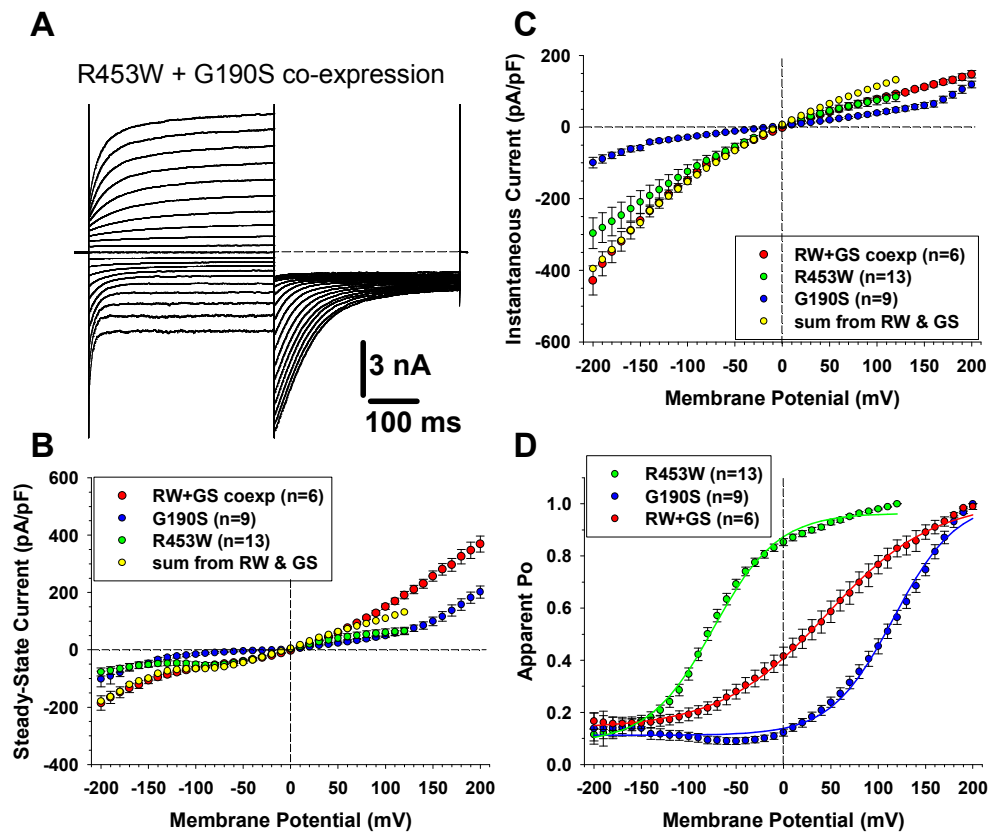 A
R453W + G190S co-expression
3 nA
100 ms
B
Steady-State Current (pA/pF)
600
400
200
0
-200
-400
RW+GS coexp (n=6)
G190S (n=9)
R453W (n=13)
sum from RW & GS
-200 -150 -100 -50 0 50 100 150 200
Membrane Potential (mV)
C
Instantaneous Current (pA/pF)
200
0
-200
-400
-600
RW+GS coexp (n=6)
R453W (n=13)
G190S (n=9)
sum from RW & GS
-200 -150 -100 -50 0 50 100 150 200
Membrane Potenial (mV)
D
Apparent Po
1.0
0.8
0.6
0.4
0.2
0.0
R453W (n=13)
G190S (n=9)
RW+GS (n=6)
-200 -150 -100 -50 0 50 100 150 200
Membrane Potential (mV)